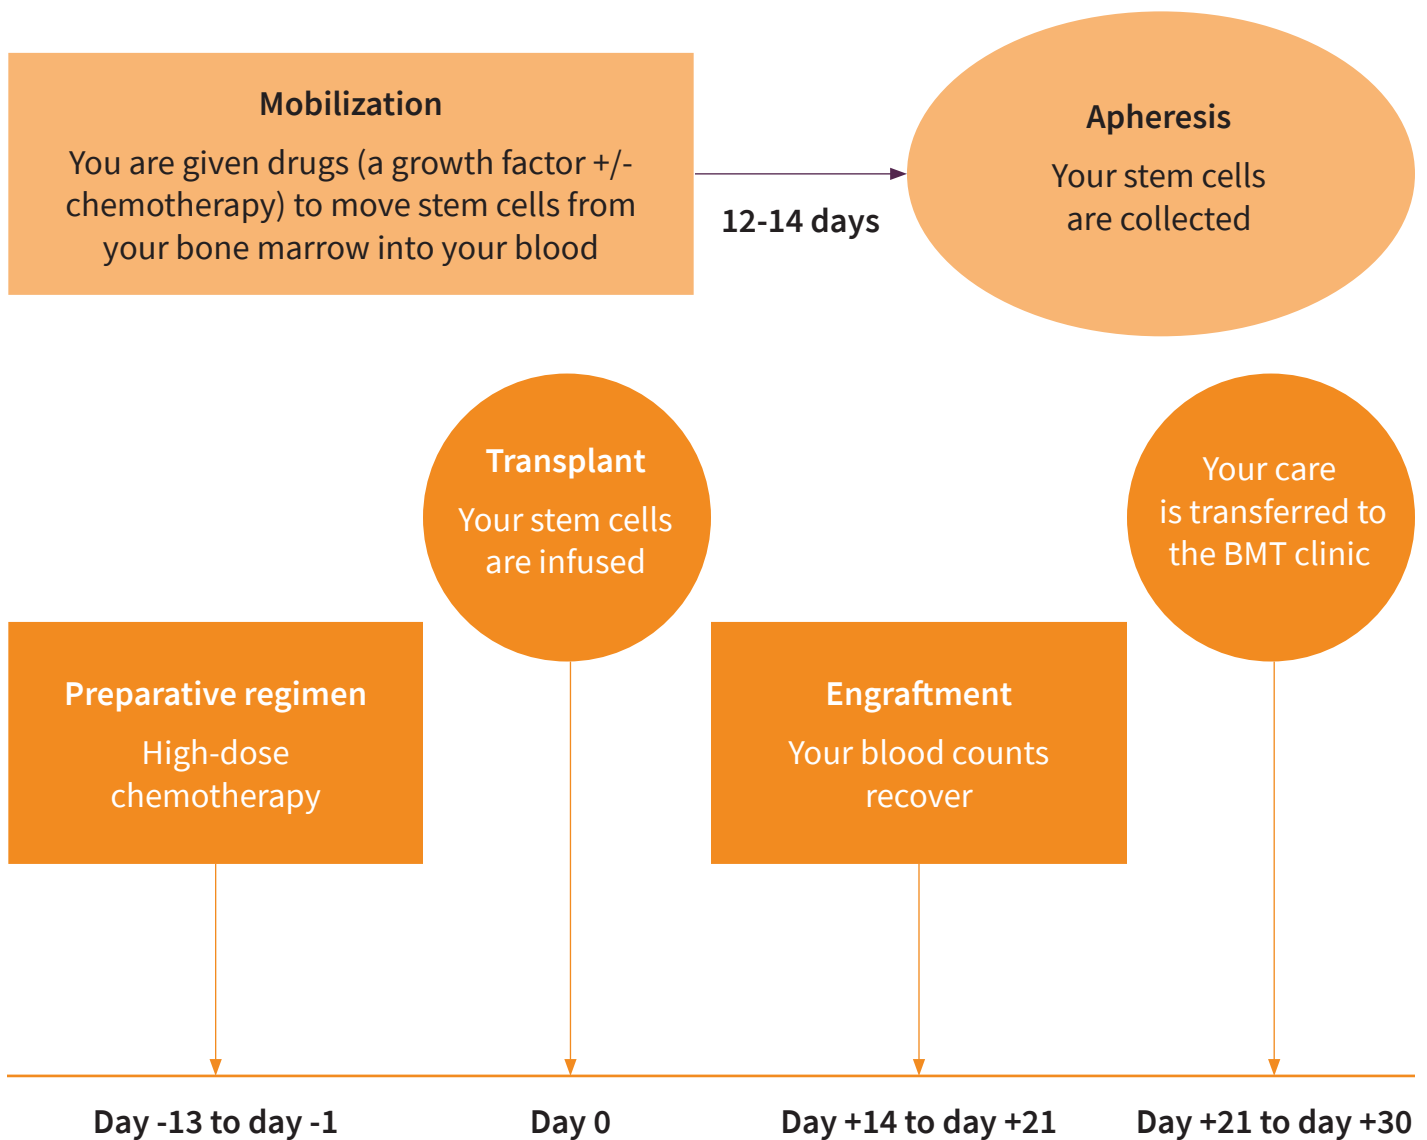 Mobilization
You are given drugs (a growth factor +/-
chemotherapy) to move stem cells from
your bone marrow into your blood
12-14 days
Apheresis
Your stem cells
are collected
Preparative regimen
High-dose
chemotherapy
Transplant
Your stem cells
are infused
Engraftment
Your blood counts
recover
Your care
is transferred to
the BMT clinic
Day -13 to day -1
Day 0
Day +14 to day +21
Day +21 to day +30